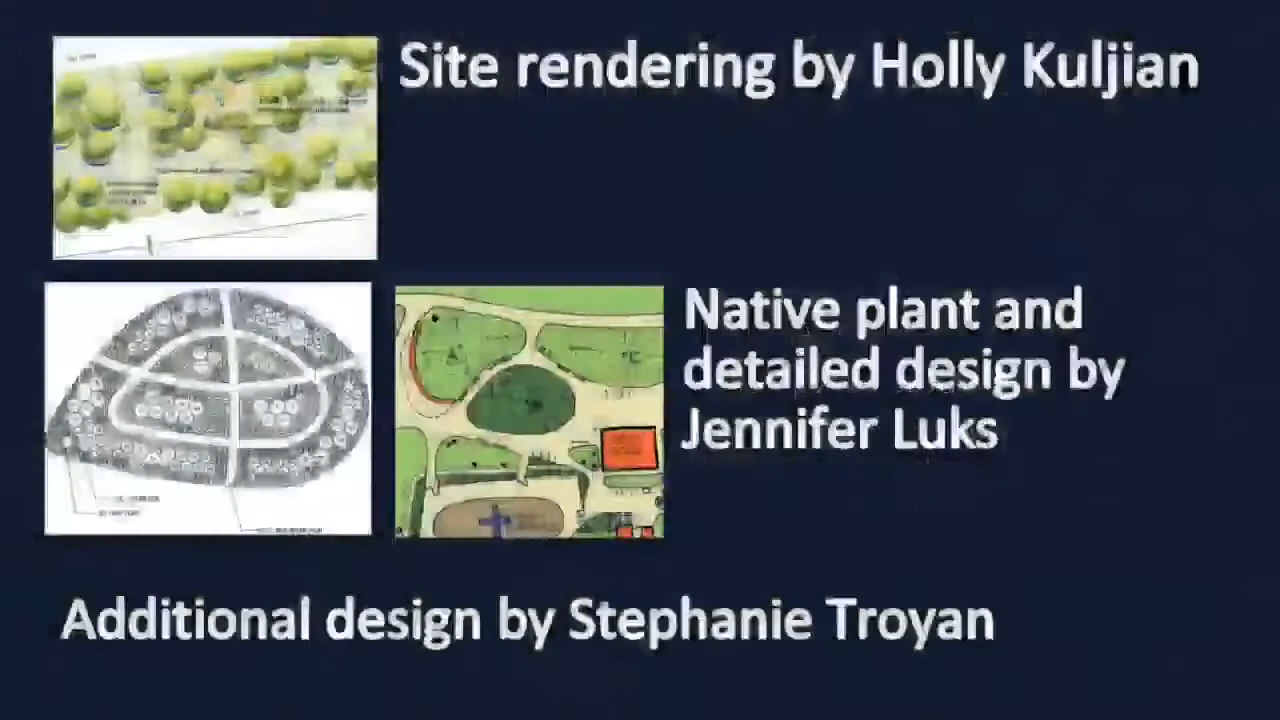 Site rendering by Holly Kuljian
Native plant and
detailed design by
Jennifer Luks
Additional design by Stephanie Troyan